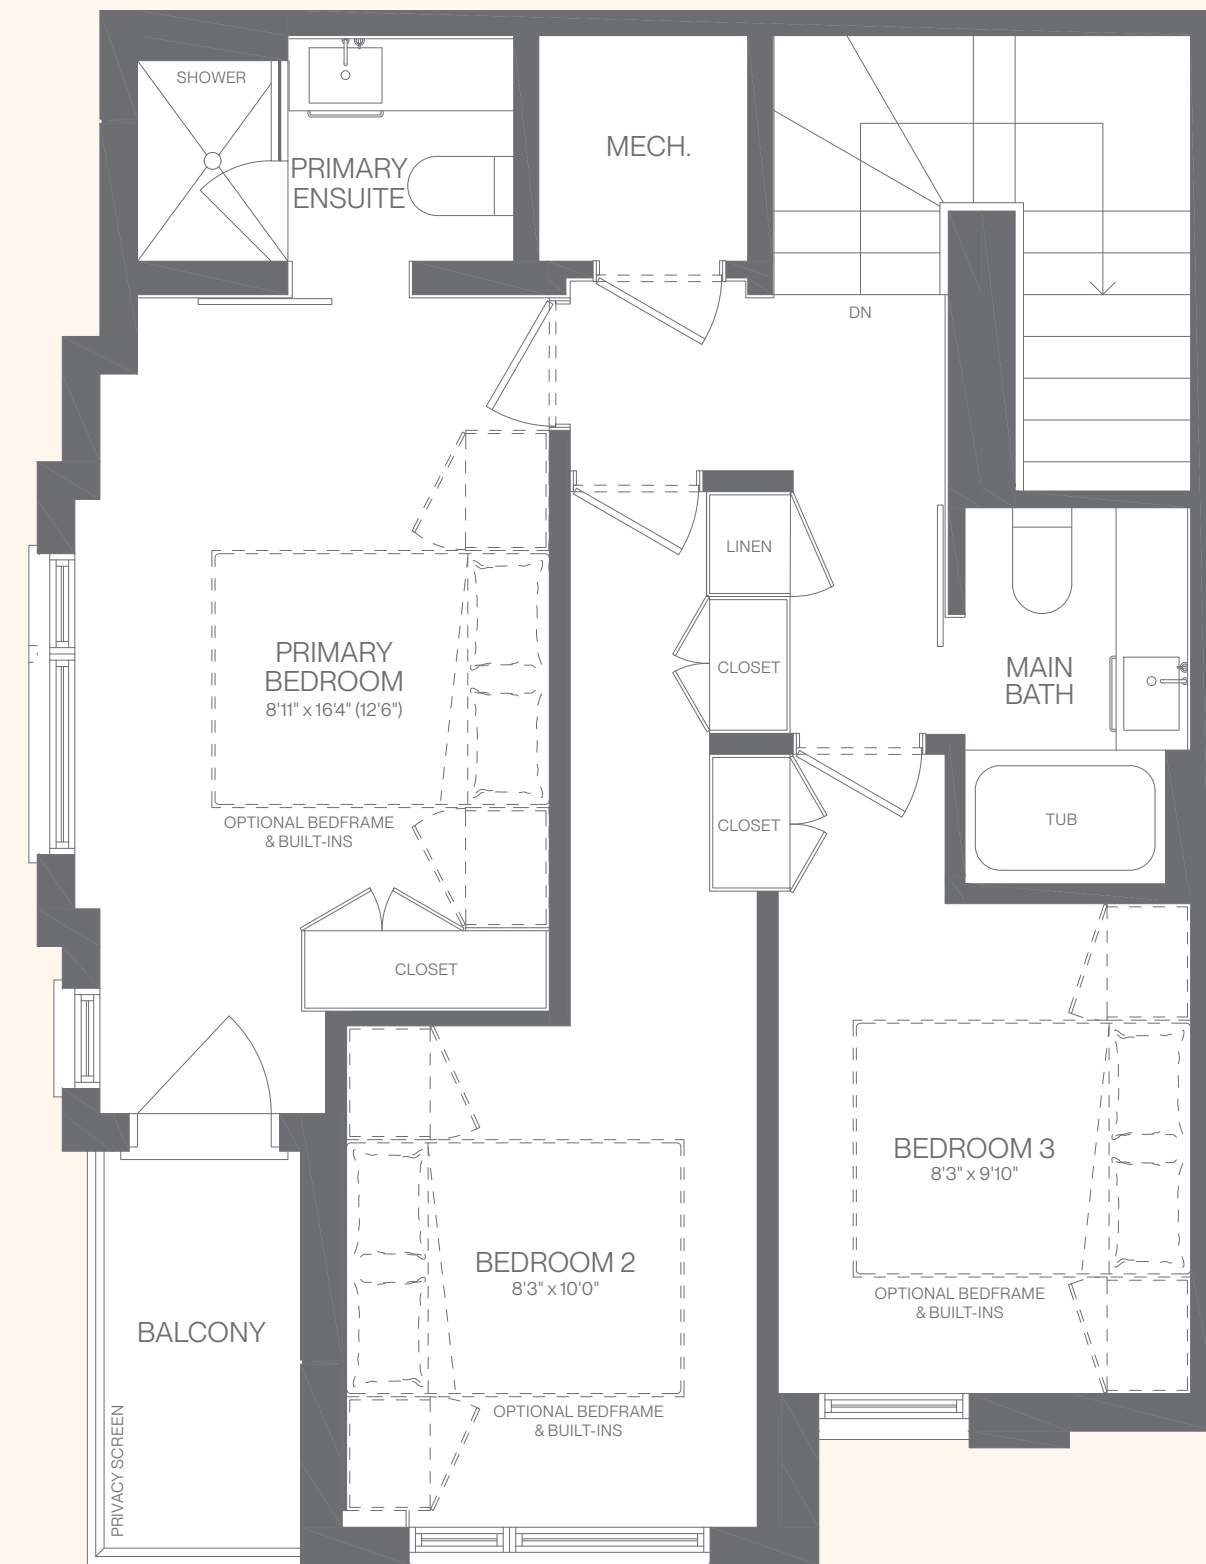 SHOWER
PRIMARY
ENSUITE
MECH.
DN
LINEN
CLOSET
MAIN
BATH
PRIMARY
BEDROOM
8'11" x 16'4" (12'6")
OPTIONAL BEDFRAME
& BUILT-INS
CLOSET
TUB
CLOSET
BEDROOM 3
8'3" x 9'10"
OPTIONAL BEDFRAME
& BUILT-INS
BEDROOM 2
8'3" x 10'0"
OPTIONAL BEDFRAME
& BUILT-INS
BALCONY
PRIVACY SCREEN